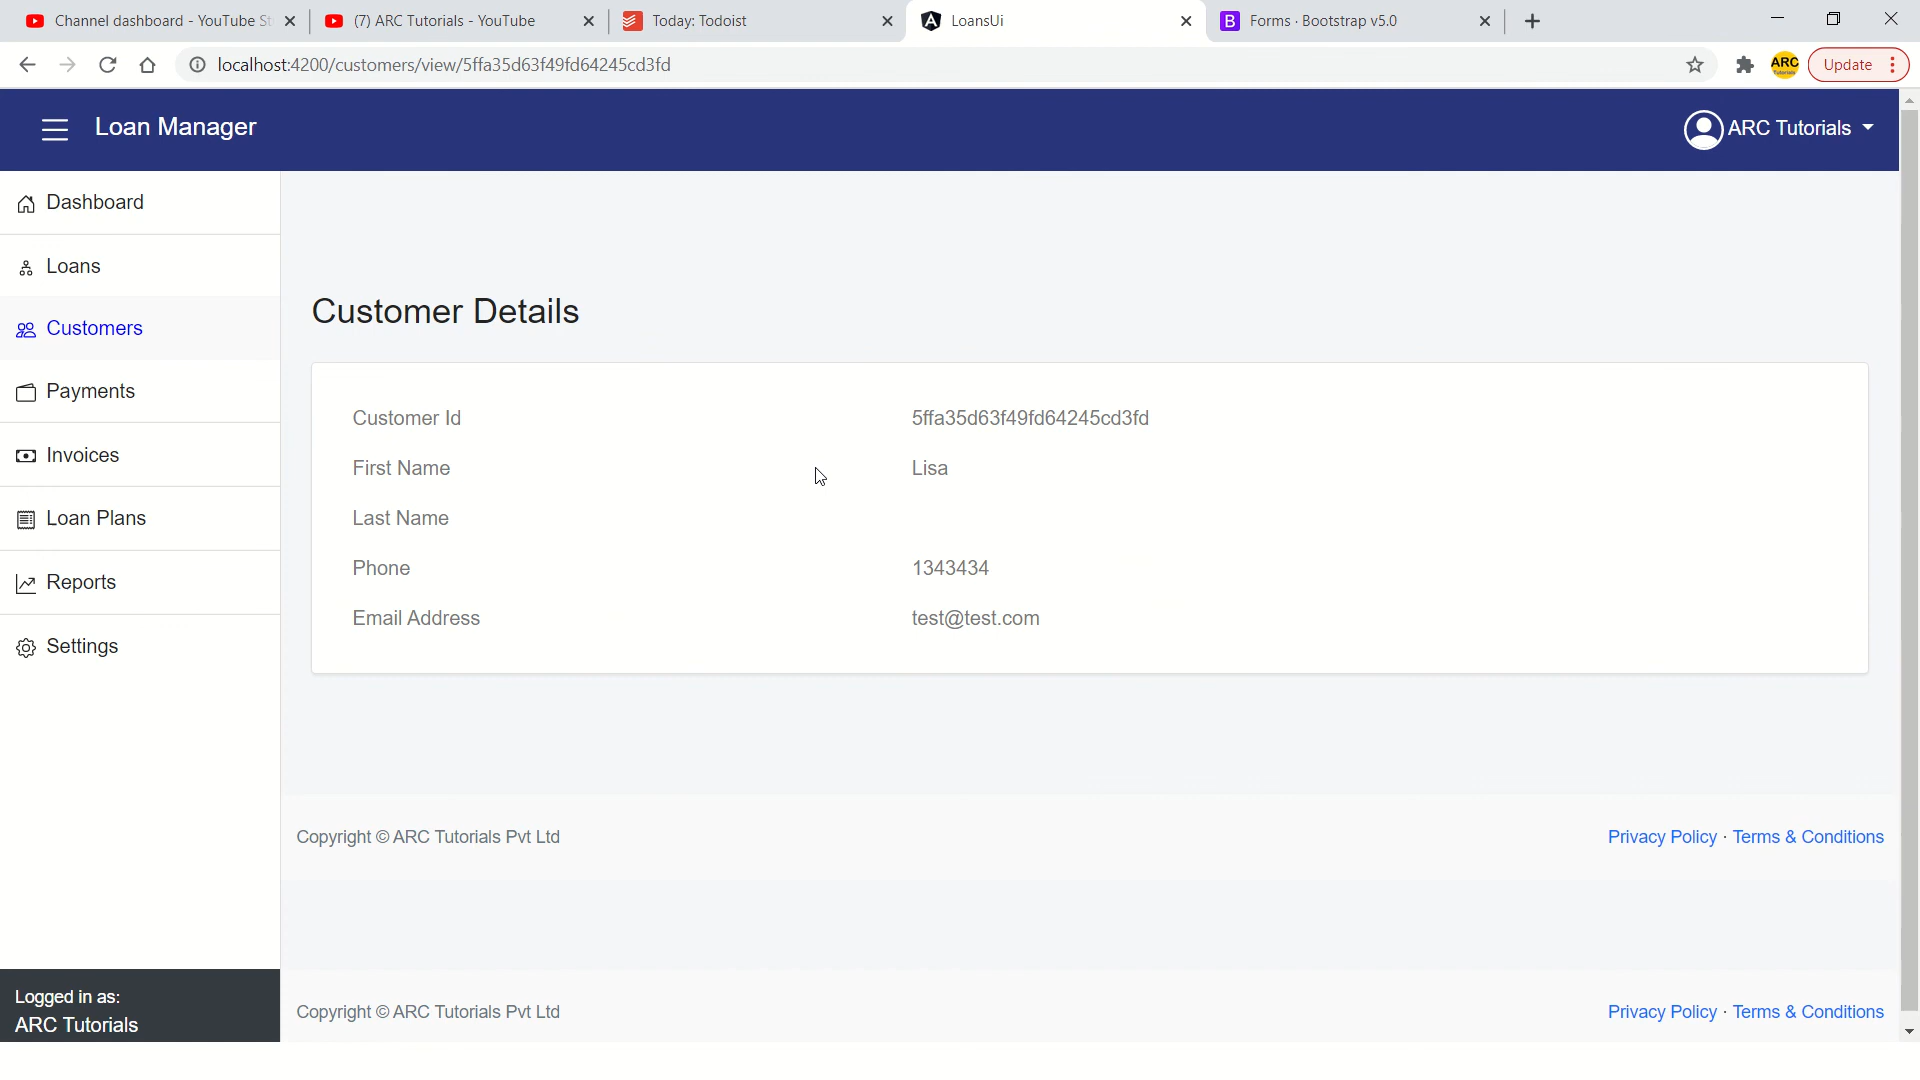 Channel dashboard - YouTube St
(7) ARC Tutorials - YouTube
Today: Todoist
LoansUi
B Forms · Bootstrap v5.0
localhost:4200/customers/view/5ffa35d63f49fd64245cd3fd
ARC
Tutorials
Update
Loan Manager
ARC Tutorials
Dashboard
Loans
Customers
Payments
Invoices
Loan Plans
Reports
Settings
Logged in as:
ARC Tutorials
Customer Details
Customer Id 5ffa35d63f49fd64245cd3fd
First Name Lisa
Last Name
Phone 1343434
Email Address test@test.com
Copyright © ARC Tutorials Pvt Ltd Privacy Policy · Terms & Conditions
Copyright © ARC Tutorials Pvt Ltd Privacy Policy · Terms & Conditions